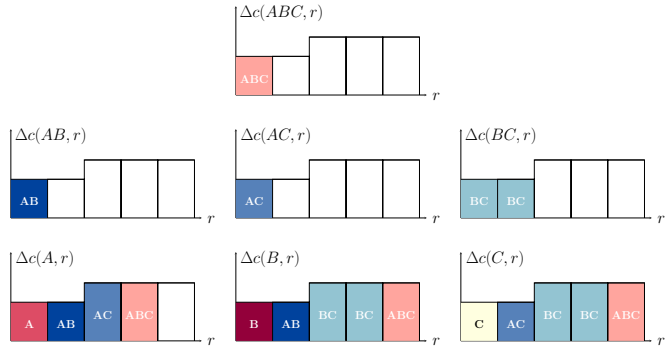 Δc(ABC, r)
ABC
r
Δc(AB, r) Δc(AC, r) Δc(BC, r)
AB AC BC BC
r r r
Δc(A, r) Δc(B, r) Δc(C, r)
A AB AC ABC B AB BC BC ABC C AC BC BC ABC
r r r